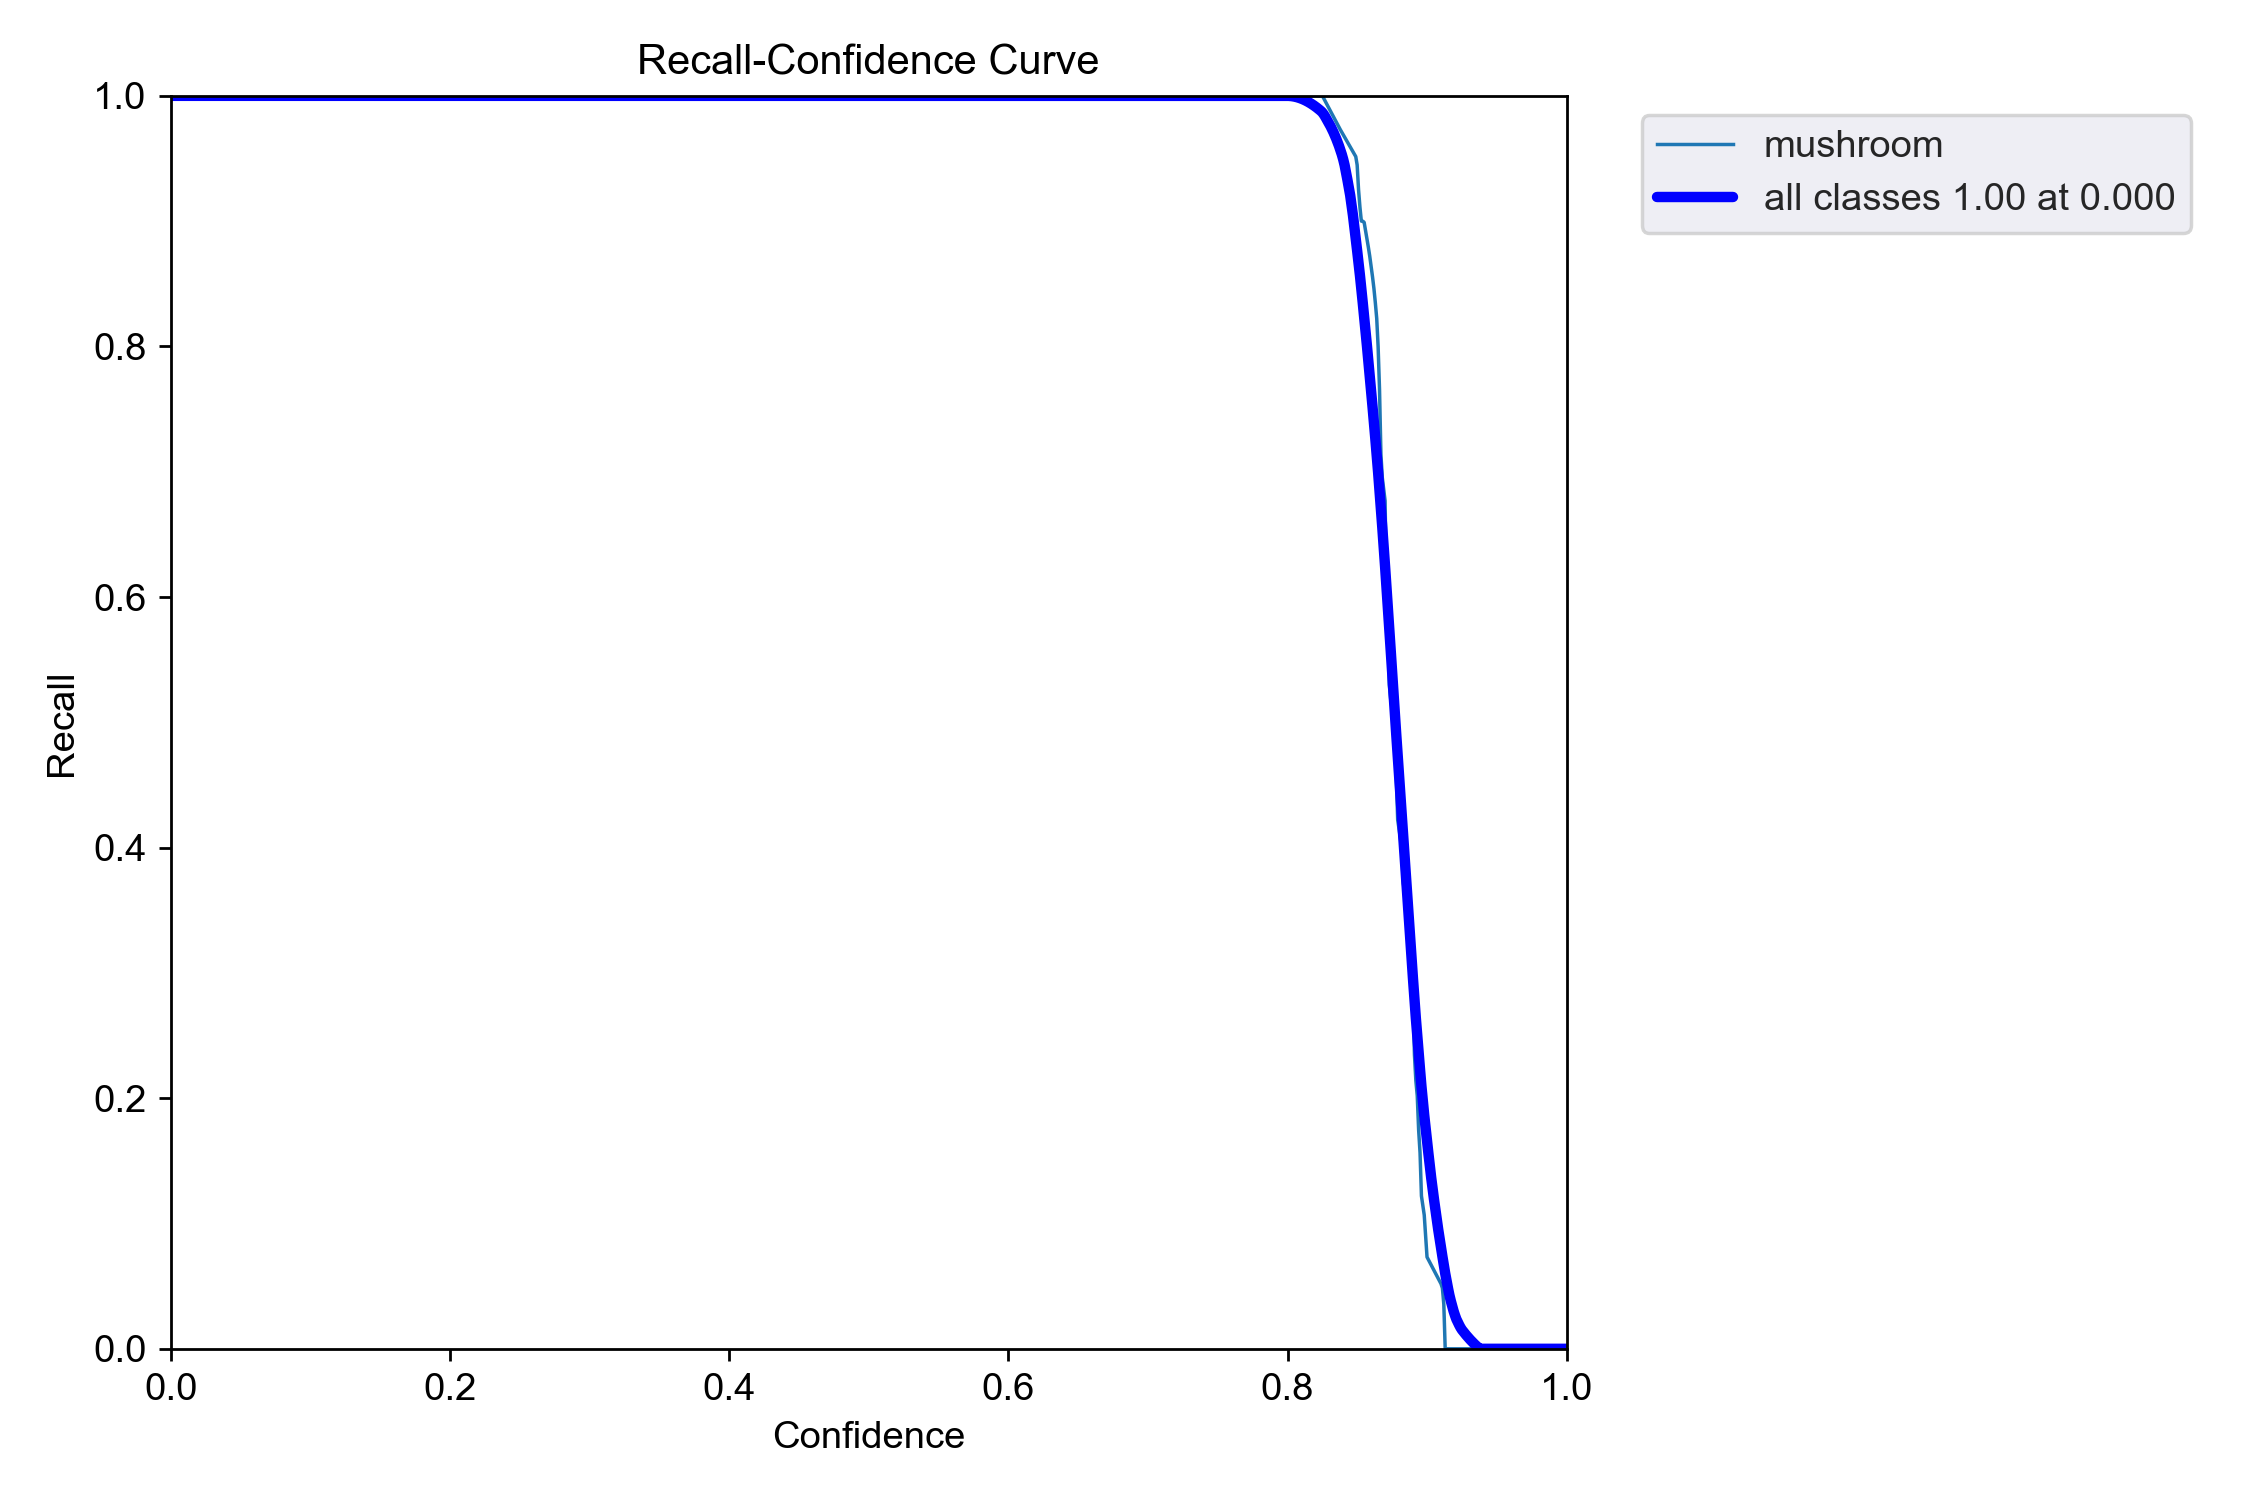 Recall-Confidence Curve
1.0
0.8
0.6
0.4
0.2
0.0
Recall
0.0 0.2 0.4 0.6 0.8 1.0
Confidence
mushroom
all classes 1.00 at 0.000